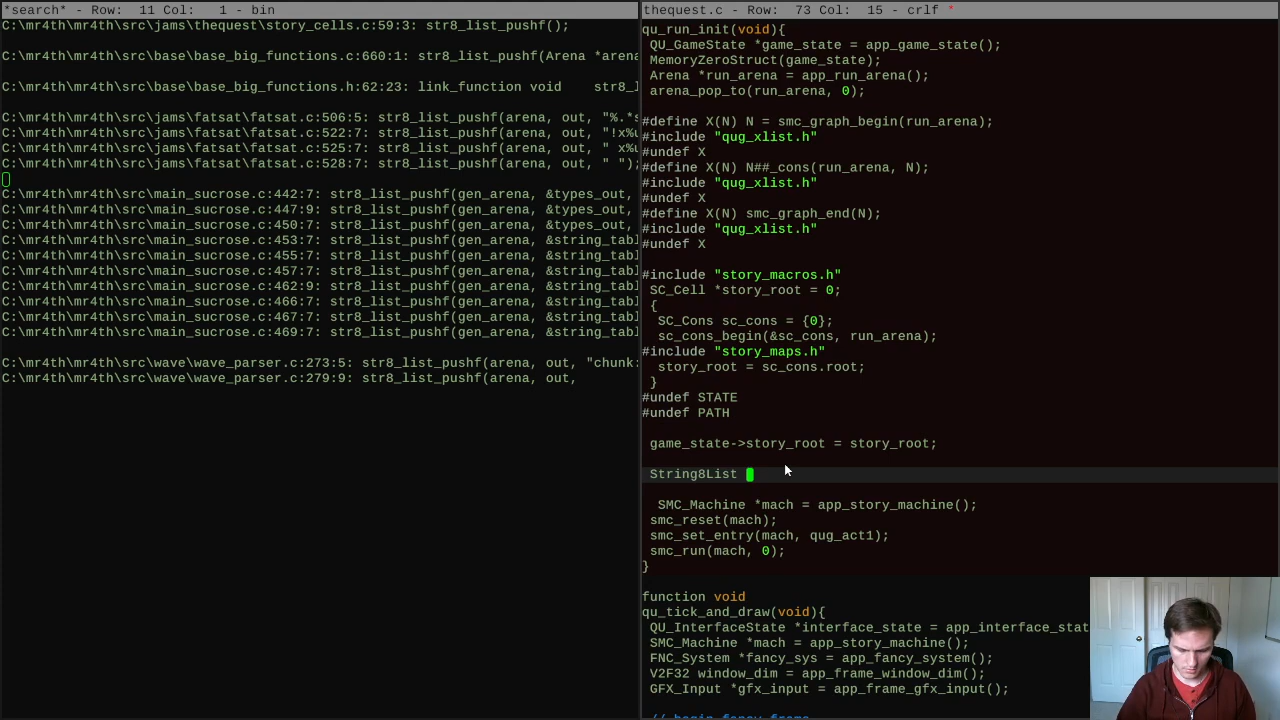 *search* - Row:  11 Col:   1 - bin
C:\mr4th\mr4th\src\jams\thequest\story_cells.c:59:3: str8_list_pushf();
C:\mr4th\mr4th\src\base\base_big_functions.c:660:1: str8_list_pushf(Arena *arena
C:\mr4th\mr4th\src\base\base_big_functions.h:62:23: link_function void    str8_l
C:\mr4th\mr4th\src\jams\fatsat\fatsat.c:506:5: str8_list_pushf(arena, out, "%.*s
C:\mr4th\mr4th\src\jams\fatsat\fatsat.c:522:7: str8_list_pushf(arena, out, "!x%u
C:\mr4th\mr4th\src\jams\fatsat\fatsat.c:525:7: str8_list_pushf(arena, out, " x%u
C:\mr4th\mr4th\src\jams\fatsat\fatsat.c:528:7: str8_list_pushf(arena, out, " ");
C:\mr4th\mr4th\src\main_sucrose.c:442:7: str8_list_pushf(gen_arena, &types_out,
C:\mr4th\mr4th\src\main_sucrose.c:447:9: str8_list_pushf(gen_arena, &types_out,
C:\mr4th\mr4th\src\main_sucrose.c:450:7: str8_list_pushf(gen_arena, &types_out,
C:\mr4th\mr4th\src\main_sucrose.c:453:7: str8_list_pushf(gen_arena, &string_tabl
C:\mr4th\mr4th\src\main_sucrose.c:455:7: str8_list_pushf(gen_arena, &string_tabl
C:\mr4th\mr4th\src\main_sucrose.c:457:7: str8_list_pushf(gen_arena, &string_tabl
C:\mr4th\mr4th\src\main_sucrose.c:462:9: str8_list_pushf(gen_arena, &string_tabl
C:\mr4th\mr4th\src\main_sucrose.c:466:7: str8_list_pushf(gen_arena, &string_tabl
C:\mr4th\mr4th\src\main_sucrose.c:467:7: str8_list_pushf(gen_arena, &string_tabl
C:\mr4th\mr4th\src\main_sucrose.c:469:7: str8_list_pushf(gen_arena, &string_tabl
C:\mr4th\mr4th\src\wave\wave_parser.c:273:5: str8_list_pushf(arena, out, "chunk:
C:\mr4th\mr4th\src\wave\wave_parser.c:279:9: str8_list_pushf(arena, out,
thequest.c - Row:  73 Col:  15 - crlf *
qu_run_init(void){
QU_GameState *game_state = app_game_state();
MemoryZeroStruct(game_state);
Arena *run_arena = app_run_arena();
arena_pop_to(run_arena, 0);
#define X(N) N = smc_graph_begin(run_arena);
#include "qug_xlist.h"
#undef X
#define X(N) N##_cons(run_arena, N);
#include "qug_xlist.h"
#undef X
#define X(N) smc_graph_end(N);
#include "qug_xlist.h"
#undef X
#include "story_macros.h"
SC_Cell *story_root = 0;
{
SC_Cons sc_cons = {0};
sc_cons_begin(&sc_cons, run_arena);
#include "story_maps.h"
story_root = sc_cons.root;
}
#undef STATE
#undef PATH
game_state->story_root = story_root;
String8List
SMC_Machine *mach = app_story_machine();
smc_reset(mach);
smc_set_entry(mach, qug_act1);
smc_run(mach, 0);
}
function void
qu_tick_and_draw(void){
QU_InterfaceState *interface_state = app_interface_stat
SMC_Machine *mach = app_story_machine();
FNC_System *fancy_sys = app_fancy_system();
V2F32 window_dim = app_frame_window_dim();
GFX_Input *gfx_input = app_frame_gfx_input();
// begin fancy frame